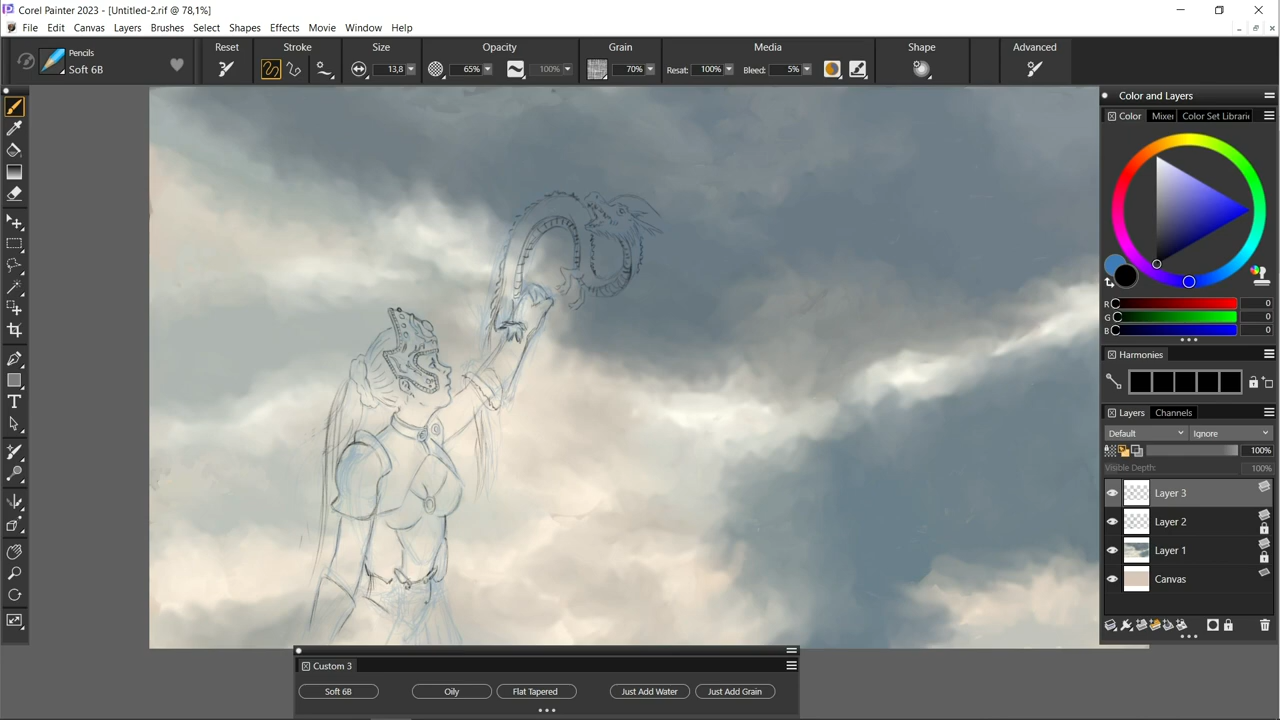 Corel Painter 2023 - [Untitled-2.rif @ 78,1%]
File Edit Canvas Layers Brushes Select Shapes Effects Movie Window Help
Pencils
Soft 6B
Reset
Stroke
Size
13,8
Opacity
65%
100%
Grain
70%
Media
Resat: 100% Bleed: 5%
Shape
Advanced
Color and Layers
Color Mixer Color Set Librari
R 0
G 0
B 0
Harmonies
Layers Channels
Default Ignore
100%
Visible Depth: 100%
Layer 3
Layer 2
Layer 1
Canvas
Custom 3
Soft 6B Oily Flat Tapered Just Add Water Just Add Grain